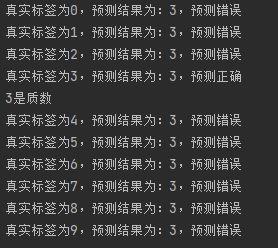 真实标签为0，预测结果为：3，预测错误
真实标签为1，预测结果为：3，预测错误
真实标签为2，预测结果为：3，预测错误
真实标签为3，预测结果为：3，预测正确
3是质数
真实标签为4，预测结果为：3，预测错误
真实标签为5，预测结果为：3，预测错误
真实标签为6，预测结果为：3，预测错误
真实标签为7，预测结果为：3，预测错误
真实标签为8，预测结果为：3，预测错误
真实标签为9，预测结果为：3，预测错误